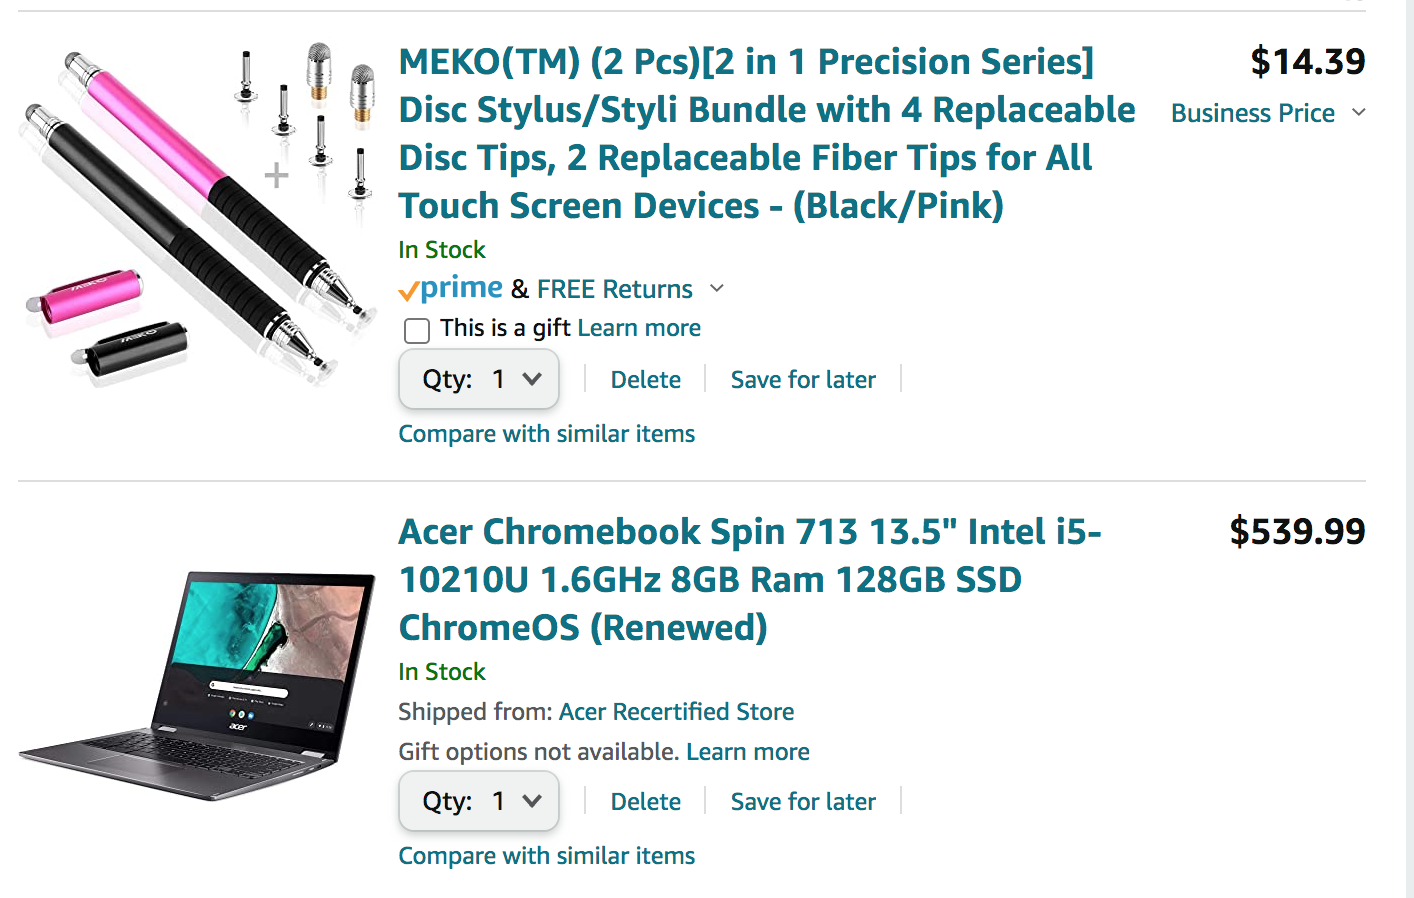 MEKO(TM) (2 Pcs)[2 in 1 Precision Series]
Disc Stylus/Styli Bundle with 4 Replaceable
Disc Tips, 2 Replaceable Fiber Tips for All
Touch Screen Devices - (Black/Pink)
$14.39
Business Price
In Stock
prime & FREE Returns
This is a gift Learn more
Qty: 1
Delete
Save for later
Compare with similar items
MEKO
MEKO
Acer Chromebook Spin 713 13.5" Intel i5-
10210U 1.6GHz 8GB Ram 128GB SSD
ChromeOS (Renewed)
$539.99
In Stock
Shipped from: Acer Recertified Store
Gift options not available. Learn more
Qty: 1
Delete
Save for later
Compare with similar items
acer